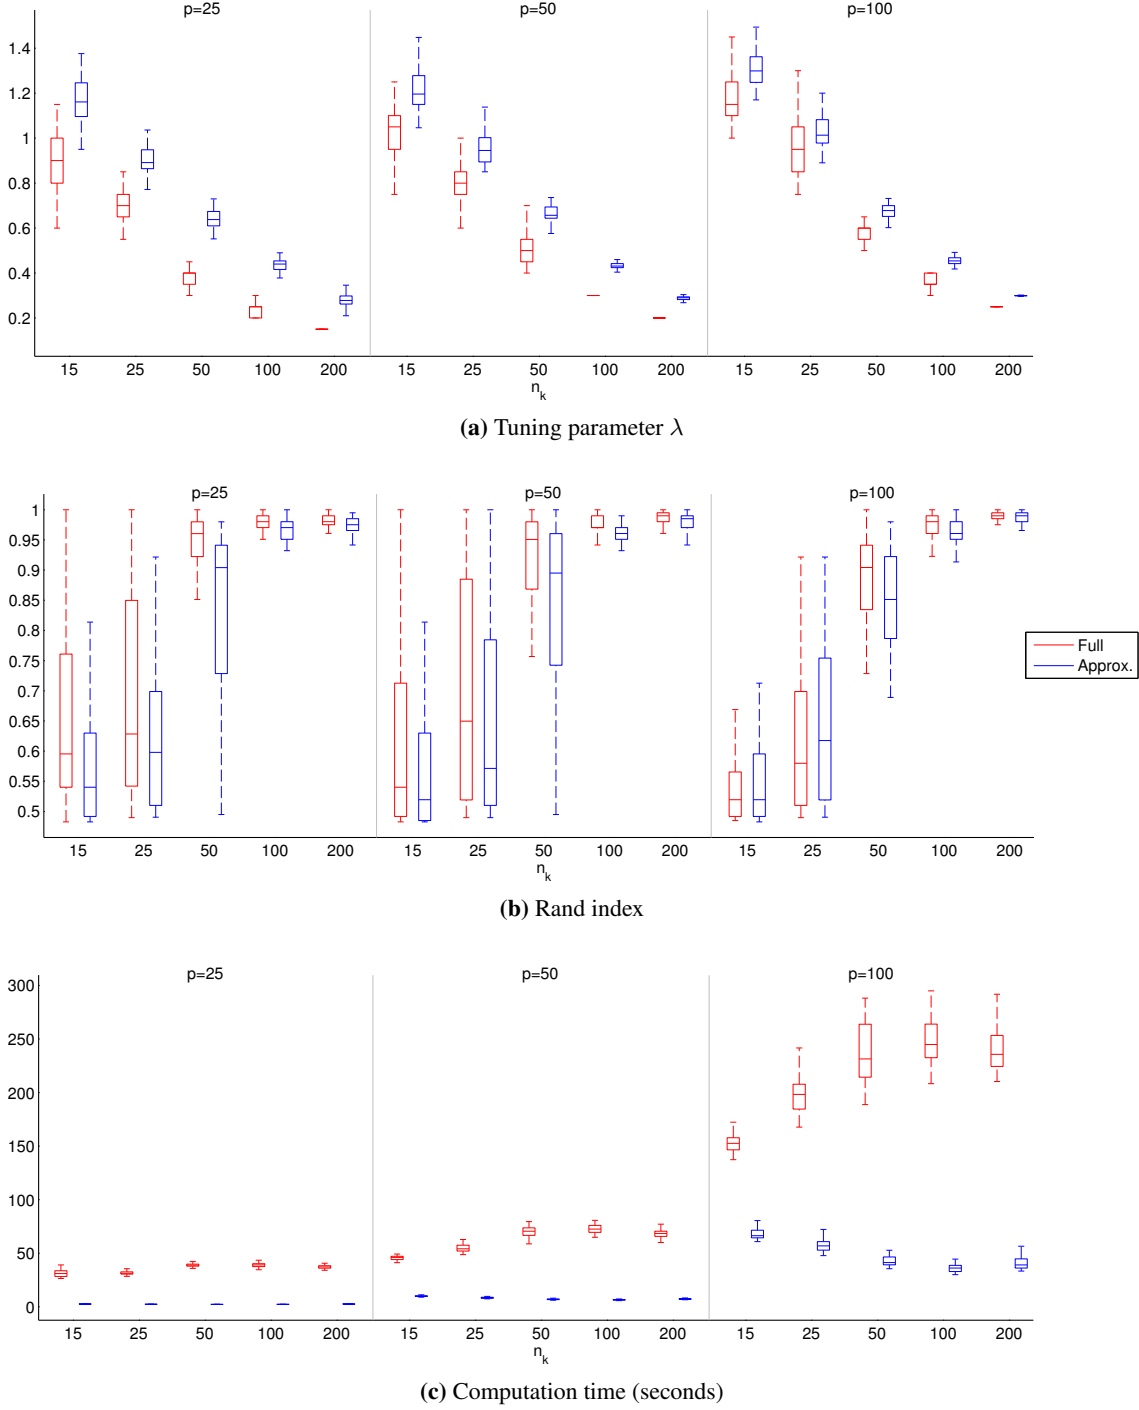 p=25 p=50 p=100
1.4
1.2
1
0.8
0.6
0.4
0.2
15 25 50 100 200 15 25 50 100 200 15 25 50 100 200
n_k
(a) Tuning parameter λ
p=25 p=50 p=100
1
0.95
0.9
0.85
0.8
0.75
0.7
0.65
0.6
0.55
0.5
Full
Approx.
15 25 50 100 200 15 25 50 100 200 15 25 50 100 200
n_k
(b) Rand index
p=25 p=50 p=100
300
250
200
150
100
50
0
15 25 50 100 200 15 25 50 100 200 15 25 50 100 200
n_k
(c) Computation time (seconds)